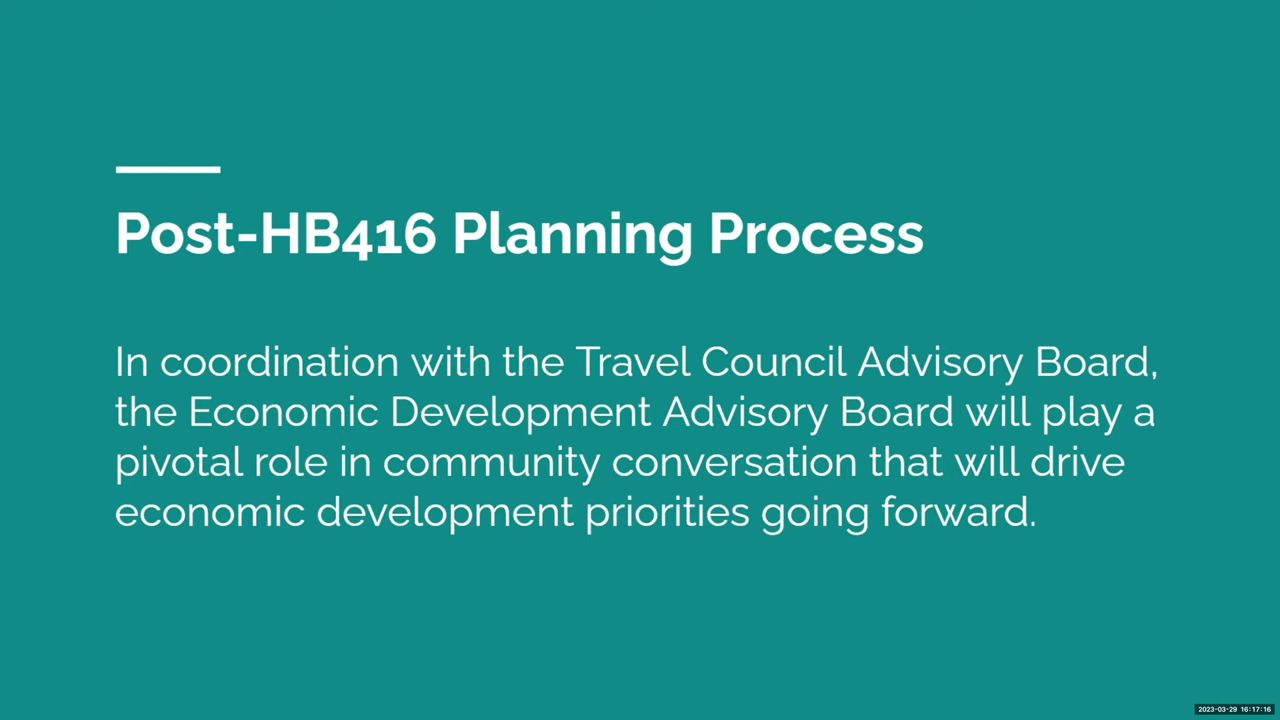 Post-HB416 Planning Process
In coordination with the Travel Council Advisory Board,
the Economic Development Advisory Board will play a
pivotal role in community conversation that will drive
economic development priorities going forward.
2023-03-29 16:17:16